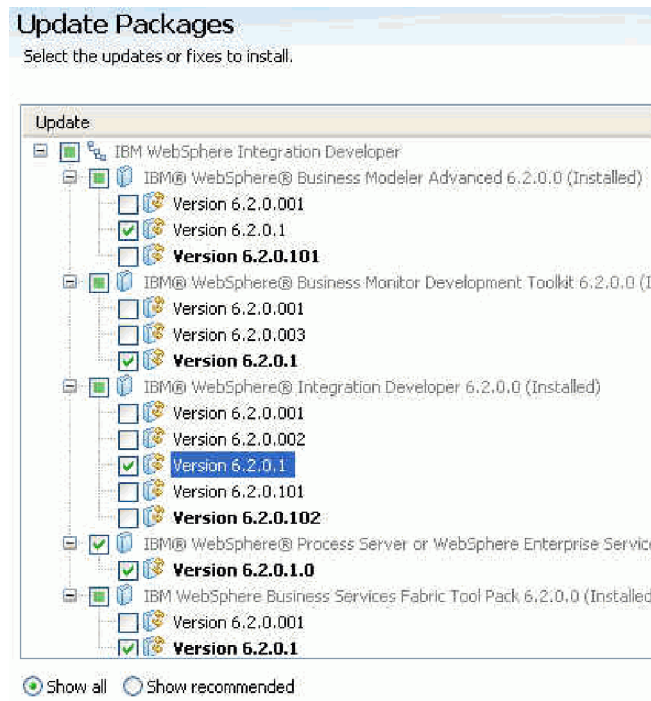 Update Packages
Select the updates or fixes to install.
Update
IBM WebSphere Integration Developer
IBM® WebSphere® Business Modeler Advanced 6.2.0.0 (Installed)
Version 6.2.0.001
Version 6.2.0.1
Version 6.2.0.101
IBM® WebSphere® Business Monitor Development Toolkit 6.2.0.0 (I
Version 6.2.0.001
Version 6.2.0.003
Version 6.2.0.1
IBM® WebSphere® Integration Developer 6.2.0.0 (Installed)
Version 6.2.0.001
Version 6.2.0.002
Version 6.2.0.1
Version 6.2.0.101
Version 6.2.0.102
IBM® WebSphere® Process Server or WebSphere Enterprise Service
Version 6.2.0.1.0
IBM WebSphere Business Services Fabric Tool Pack 6.2.0.0 (Installed
Version 6.2.0.001
Version 6.2.0.1
Show all Show recommended